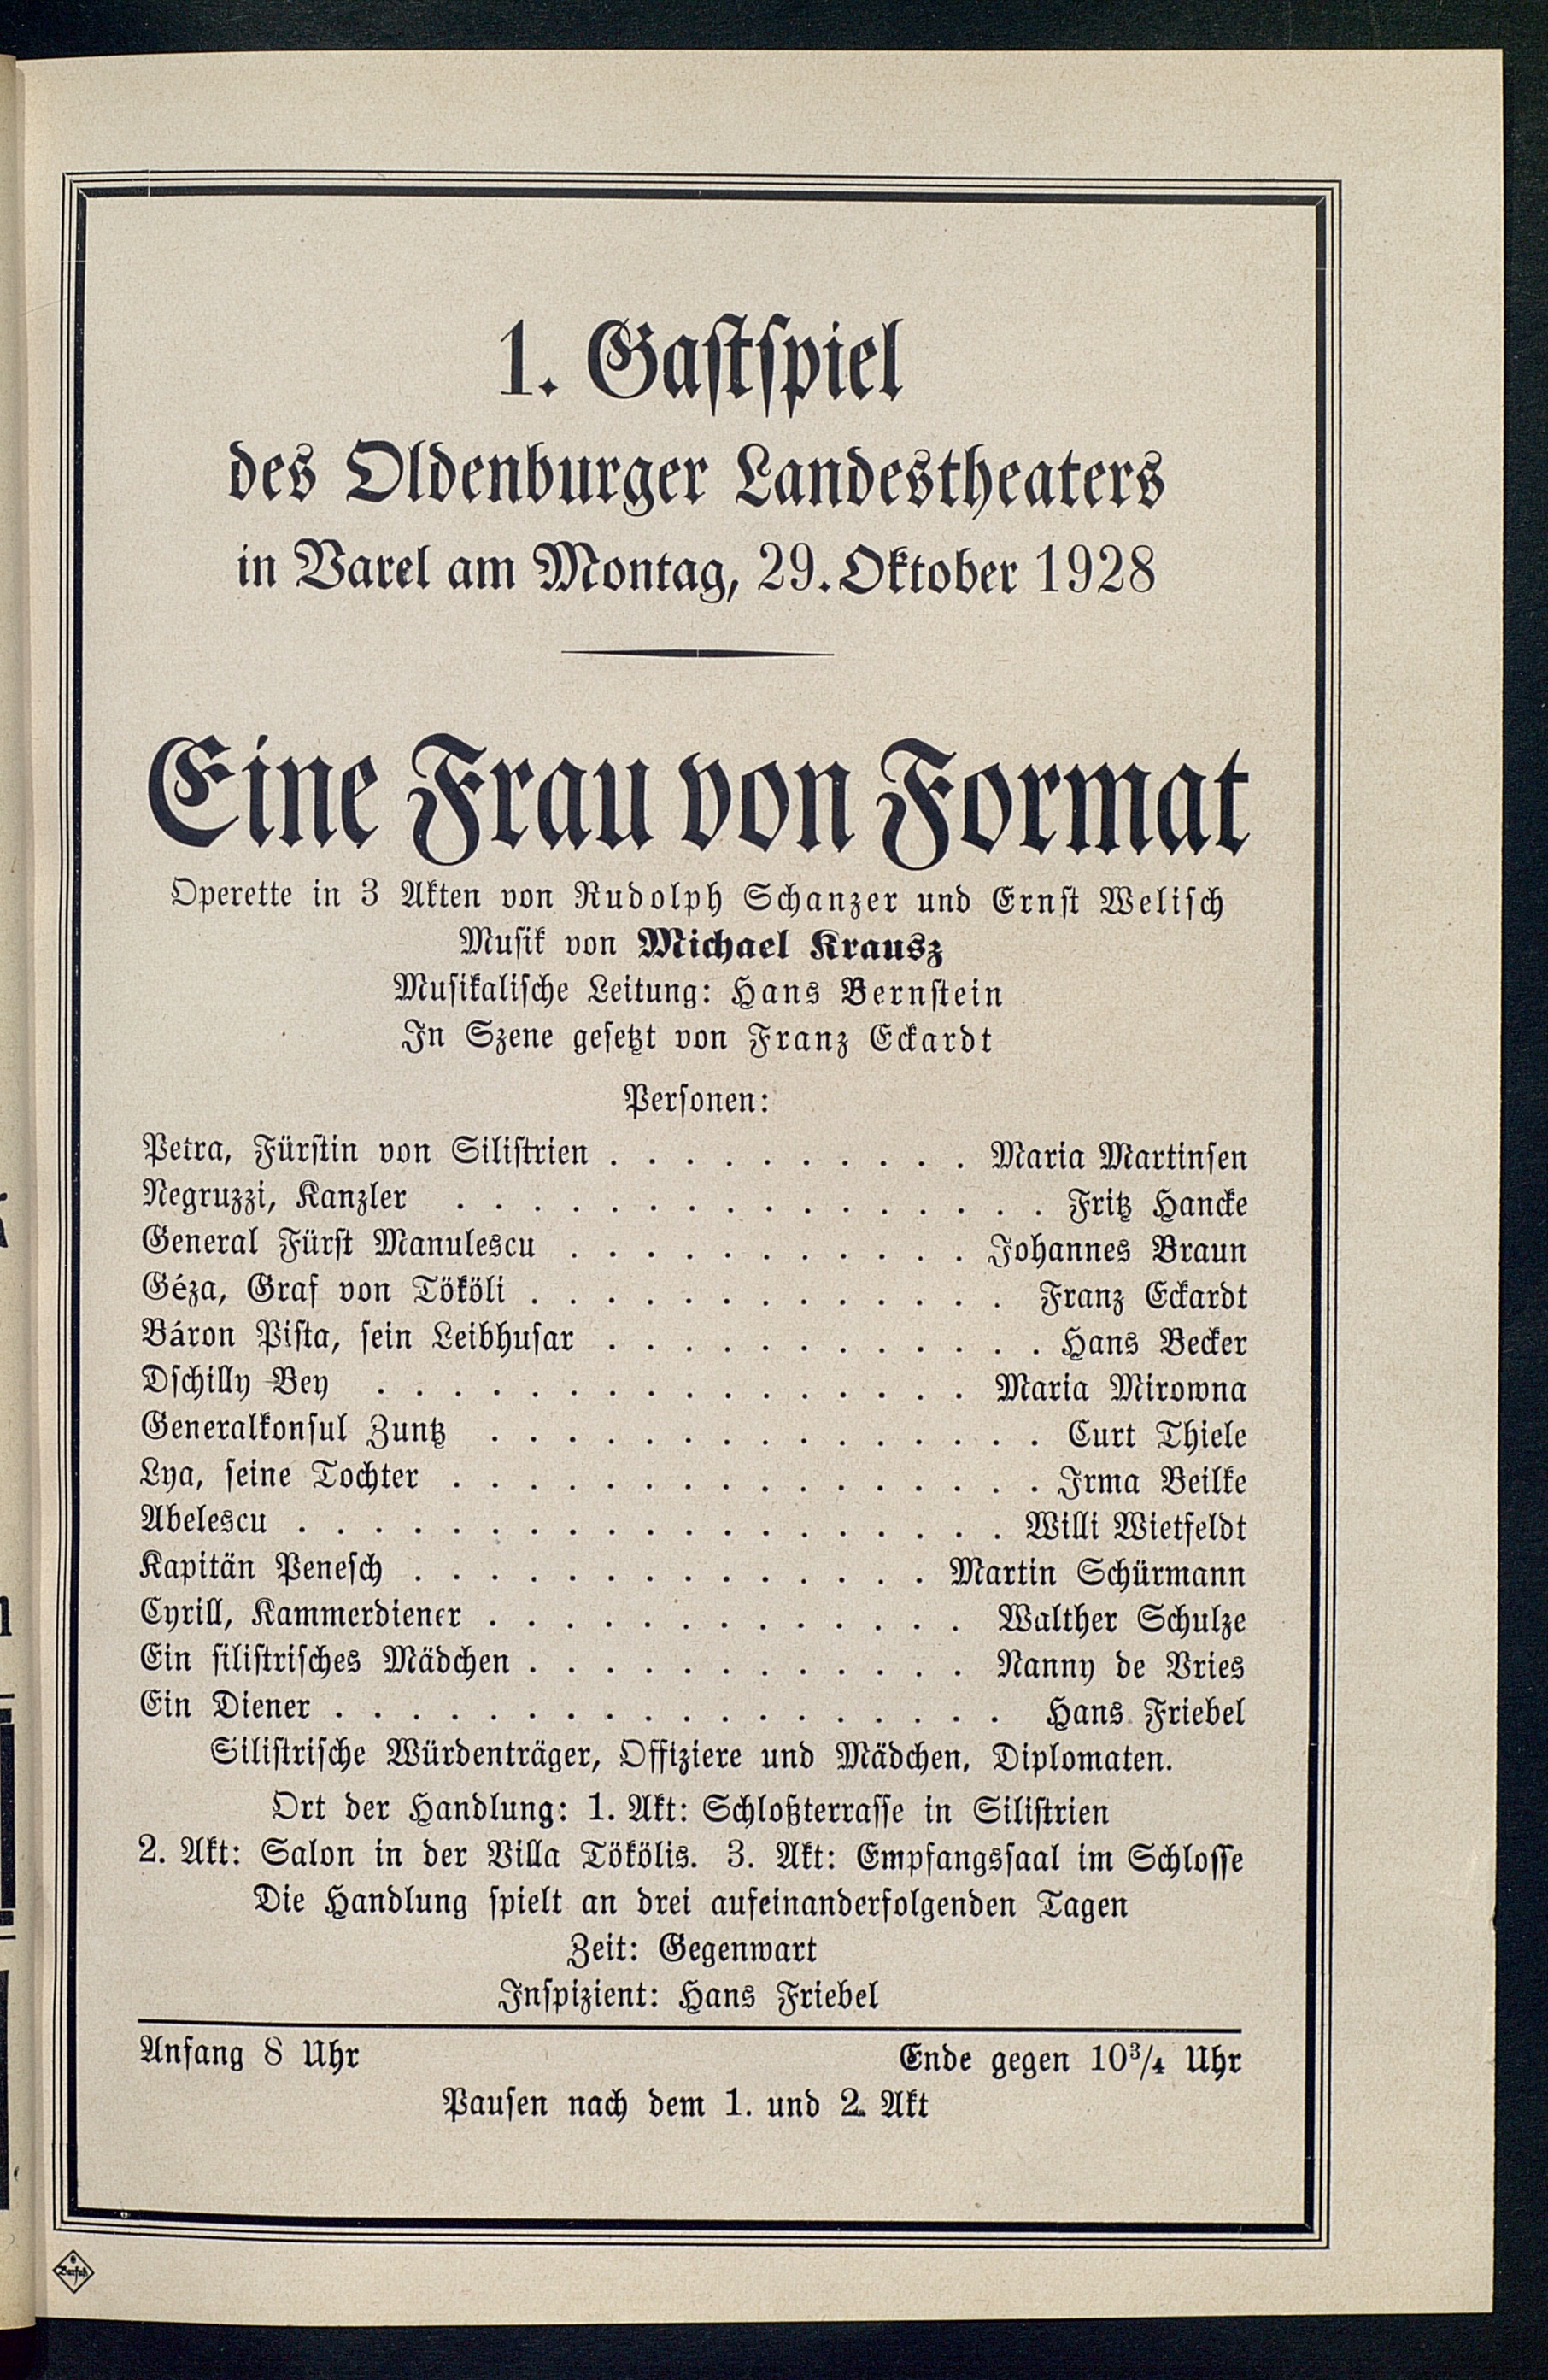 1. Gastspiel
des Oldenburger Landestheaters
in Varel am Montag, 29. Oktober 1928
Eine Frau von Format
Operette in 3 Akten von Rudolph Schanzer und Ernst Welisch
Musik von Michael Krausz
Musikalische Leitung: Hans Bernstein
In Szene gesetzt von Franz Eckardt
Personen:
Petra, Fürstin von Silistrien . . . . . . . . . . Maria Martinsen
Negruzzi, Kanzler . . . . . . . . . . . . . . . . Fritz Hancke
General Fürst Manulescu . . . . . . . . . . . Johannes Braun
Géza, Graf von Tököli . . . . . . . . . . . . . Franz Eckardt
Báron Pista, sein Leibhusar . . . . . . . . . . . . Hans Becker
Dschilly Bey . . . . . . . . . . . . . . . . Maria Mirowna
Generalkonsul Zuntz . . . . . . . . . . . . . . . Curt Thiele
Lya, seine Tochter . . . . . . . . . . . . . . . . Irma Beilke
Abelescu . . . . . . . . . . . . . . . . . . . Willi Wietfeldt
Kapitän Penesch . . . . . . . . . . . . . . Martin Schürmann
Cyrill, Kammerdiener . . . . . . . . . . . . . Walther Schulze
Ein silistrisches Mädchen . . . . . . . . . . . . Nanny de Vries
Ein Diener . . . . . . . . . . . . . . . . . . Hans Friebel
Silistrische Würdenträger, Offiziere und Mädchen, Diplomaten.
Ort der Handlung: 1. Akt: Schloßterrasse in Silistrien
2. Akt: Salon in der Villa Tökölis. 3. Akt: Empfangssaal im Schlosse
Die Handlung spielt an drei aufeinanderfolgenden Tagen
Zeit: Gegenwart
Inspizient: Hans Friebel
Anfang 8 Uhr Ende gegen 10³/₄ Uhr
Pausen nach dem 1. und 2. Akt